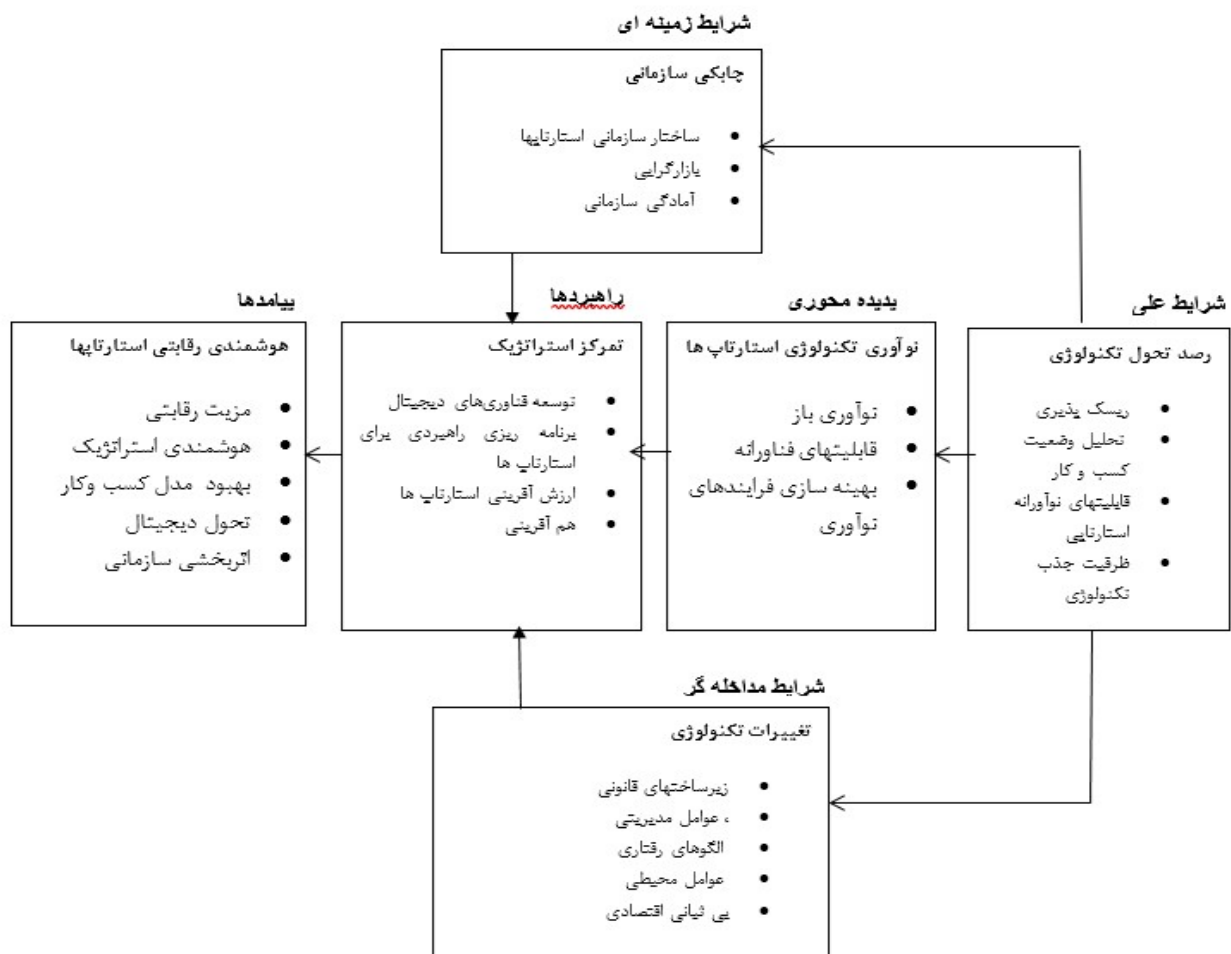 شرایط زمینه ای
چابکی سازمانی
● ساختار سازمانی استارتاپها
● بازارگرایی
● آمادگی سازمانی
شرایط علی
رصد تحول تکنولوژی
● ریسک پذیری
● تحلیل وضعیت
کسب و کار
● قابلیتهای نوآورانه
استارتاپی
● ظرفیت جذب
تکنولوژی
پدیده محوری
نوآوری تکنولوژی استارتاپ ها
● نوآوری باز
● قابلیتهای فناورانه
● بهینه سازی فرایندهای
نوآوری
راهبردها
تمرکز استراتژیک
● توسعه فناوری‌های دیجیتال
● برنامه ریزی راهبردی برای
استارتاپ ها
● ارزش آفرینی استارتاپ ها
● هم آفرینی
پیامدها
هوشمندی رقابتی استارتاپها
● مزیت رقابتی
● هوشمندی استراتژیک
● بهبود مدل کسب وکار
● تحول دیجیتال
● اثربخشی سازمانی
شرایط مداخله گر
تغییرات تکنولوژی
● زیرساختهای قانونی
● ، عوامل مدیریتی
● الگوهای رفتاری
● عوامل محیطی
● بی ثباتی اقتصادی